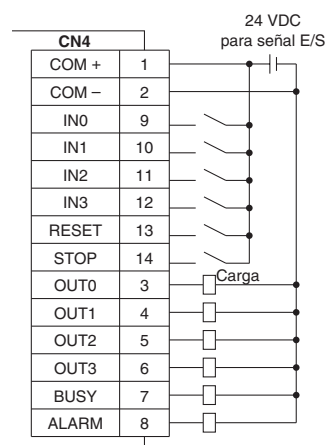 24 VDC
para señal E/S
CN4
COM + 1
COM – 2
IN0 9
IN1 10
IN2 11
IN3 12
RESET 13
STOP 14
OUT0 3
Carga
OUT1 4
OUT2 5
OUT3 6
BUSY 7
ALARM 8